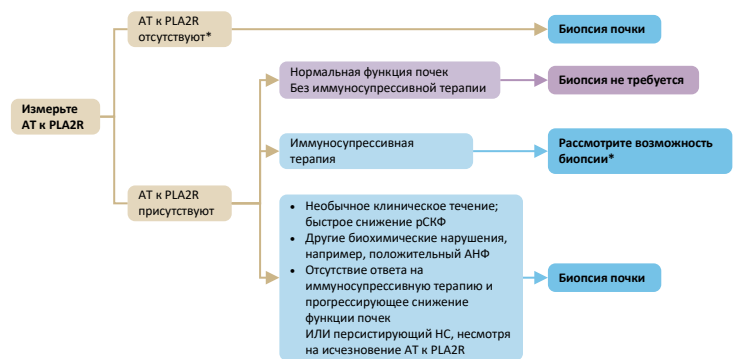 АТ к PLA2R
отсутствуют*
Биопсия почки
Измерьте
АТ к PLA2R
Нормальная функция почек
Без иммуносупрессивной терапии
Биопсия не требуется
Иммуносупрессивная
терапия
Рассмотрите возможность
биопсии*
АТ к PLA2R
присутствуют
• Необычное клиническое течение;
быстрое снижение рСКФ
• Другие биохимические нарушения,
например, положительный АНФ
• Отсутствие ответа на
иммуносупрессивную терапию и
прогрессирующее снижение
функции почек
ИЛИ персистирующий НС, несмотря
на исчезновение АТ к PLA2R
Биопсия почки